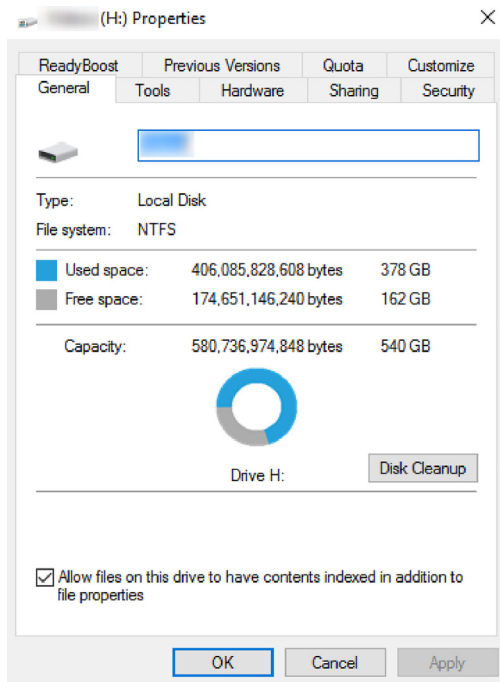 (H:) Properties
ReadyBoost Previous Versions Quota Customize
General Tools Hardware Sharing Security
Type: Local Disk
File system: NTFS
Used space: 406,085,828,608 bytes 378 GB
Free space: 174,651,146,240 bytes 162 GB
Capacity: 580,736,974,848 bytes 540 GB
Drive H:
Disk Cleanup
Allow files on this drive to have contents indexed in addition to
file properties
OK Cancel Apply